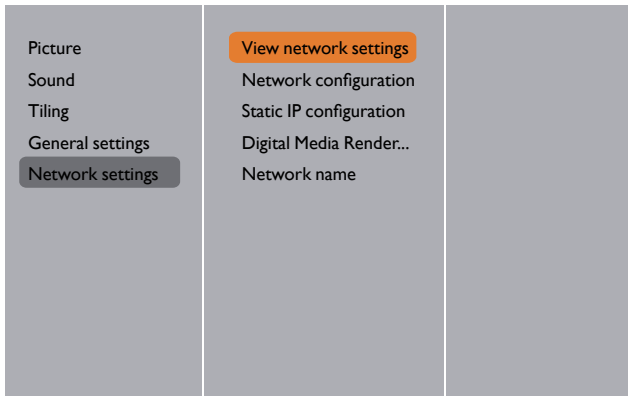 Picture
Sound
Tiling
General settings
Network settings
View network settings
Network configuration
Static IP configuration
Digital Media Render...
Network name